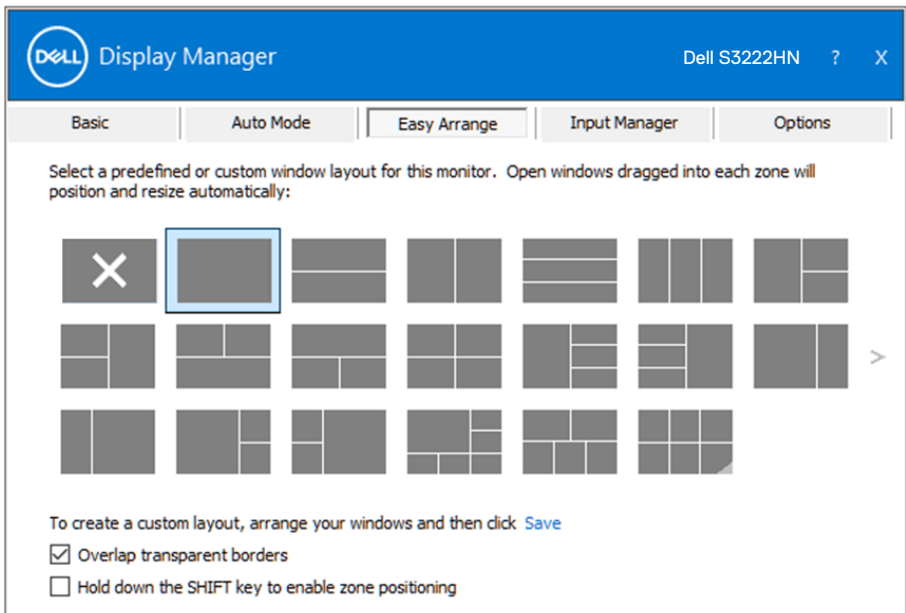 DELL Display Manager Dell S3222HN ? X
Basic Auto Mode Easy Arrange Input Manager Options
Select a predefined or custom window layout for this monitor. Open windows dragged into each zone will
position and resize automatically:
>
To create a custom layout, arrange your windows and then click Save
Overlap transparent borders
Hold down the SHIFT key to enable zone positioning